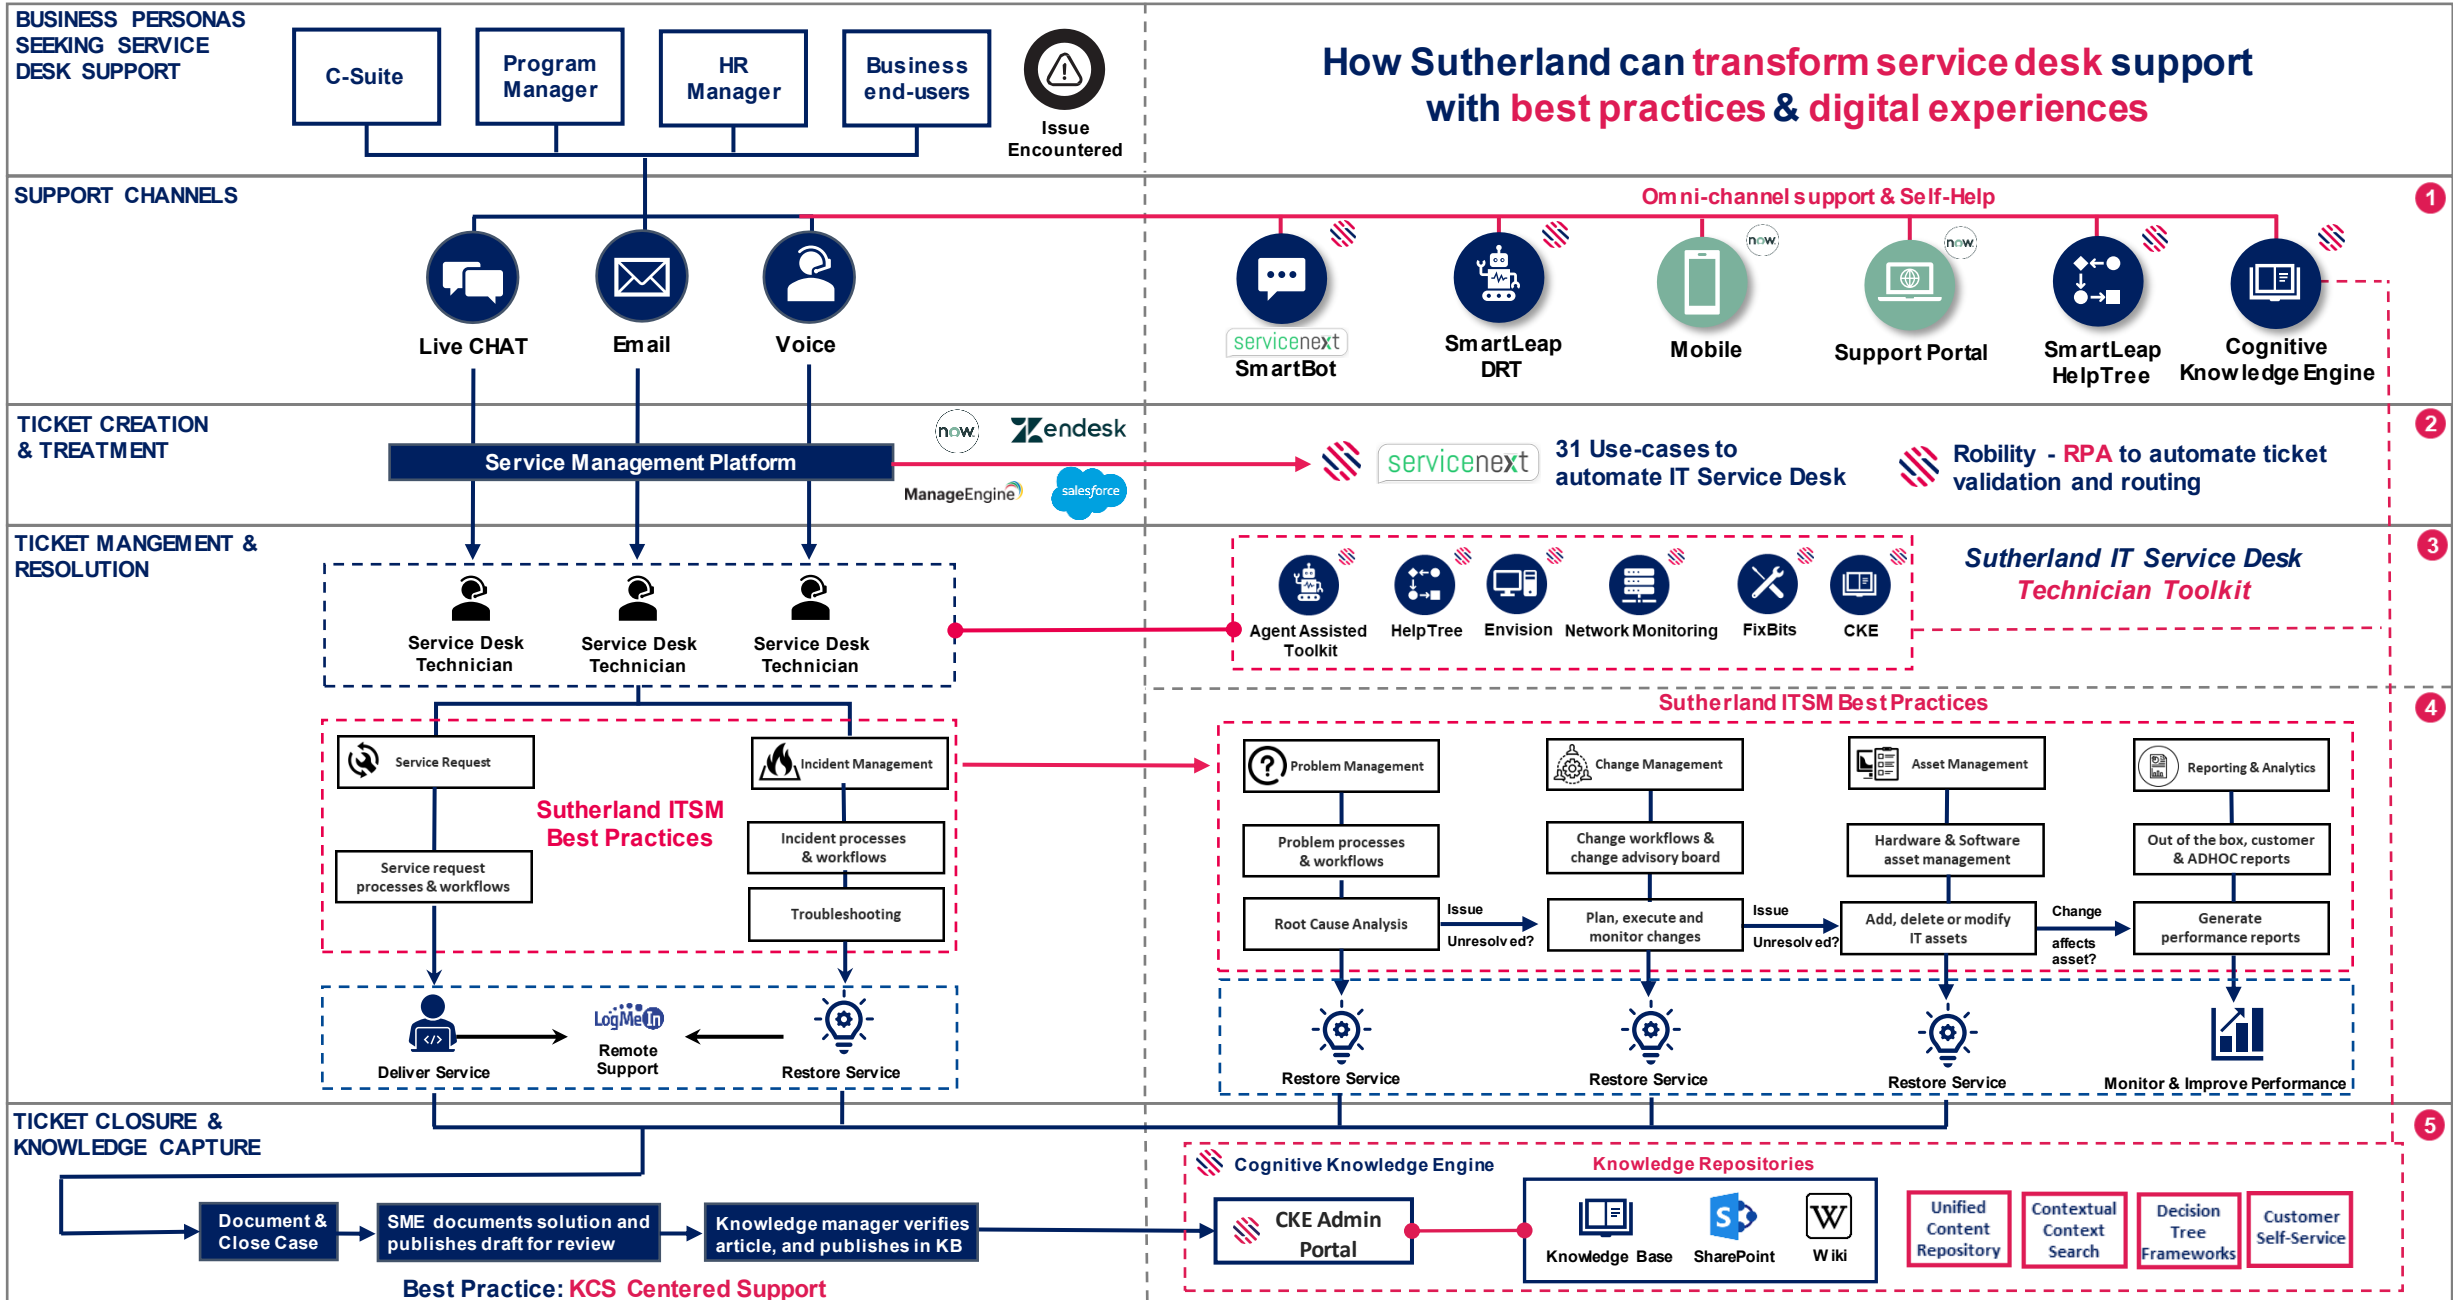 BUSINESS PERSONAS
SEEKING SERVICE
DESK SUPPORT
C-Suite
Program
Manager
HR
Manager
Business
end-users
Issue
Encountered
How Sutherland can transform service desk support
with best practices & digital experiences
SUPPORT CHANNELS
Omni-channel support & Self-Help
1
Live CHAT
Email
Voice
servicenext
SmartBot
SmartLeap
DRT
now.
Mobile
now.
Support Portal
SmartLeap
HelpTree
Cognitive
Knowledge Engine
TICKET CREATION
& TREATMENT
Service Management Platform
now.
Zendesk
ManageEngine
salesforce
servicenext
31 Use-cases to
automate IT Service Desk
Robility - RPA to automate ticket
validation and routing
2
TICKET MANGEMENT &
RESOLUTION
Service Desk
Technician
Service Desk
Technician
Service Desk
Technician
Agent Assisted
Toolkit
HelpTree
Envision
Network Monitoring
FixBits
CKE
Sutherland IT Service Desk
Technician Toolkit
3
Service Request
Incident Management
Sutherland ITSM
Best Practices
Service request
processes & workflows
Incident processes
& workflows
Troubleshooting
Sutherland ITSM Best Practices
4
Problem Management
Change Management
Asset Management
Reporting & Analytics
Problem processes
& workflows
Change workflows &
change advisory board
Hardware & Software
asset management
Out of the box, customer
& ADHOC reports
Root Cause Analysis
Issue
Unresolved?
Plan, execute and
monitor changes
Issue
Unresolved?
Add, delete or modify
IT assets
Change
affects
asset?
Generate
performance reports
Deliver Service
LogMeIn
Remote
Support
Restore Service
Restore Service
Restore Service
Restore Service
Monitor & Improve Performance
TICKET CLOSURE &
KNOWLEDGE CAPTURE
5
Document &
Close Case
SME documents solution and
publishes draft for review
Knowledge manager verifies
article, and publishes in KB
Best Practice: KCS Centered Support
Cognitive Knowledge Engine
Knowledge Repositories
CKE Admin
Portal
Knowledge Base
S
SharePoint
W
Wiki
Unified
Content
Repository
Contextual
Context
Search
Decision
Tree
Frameworks
Customer
Self-Service